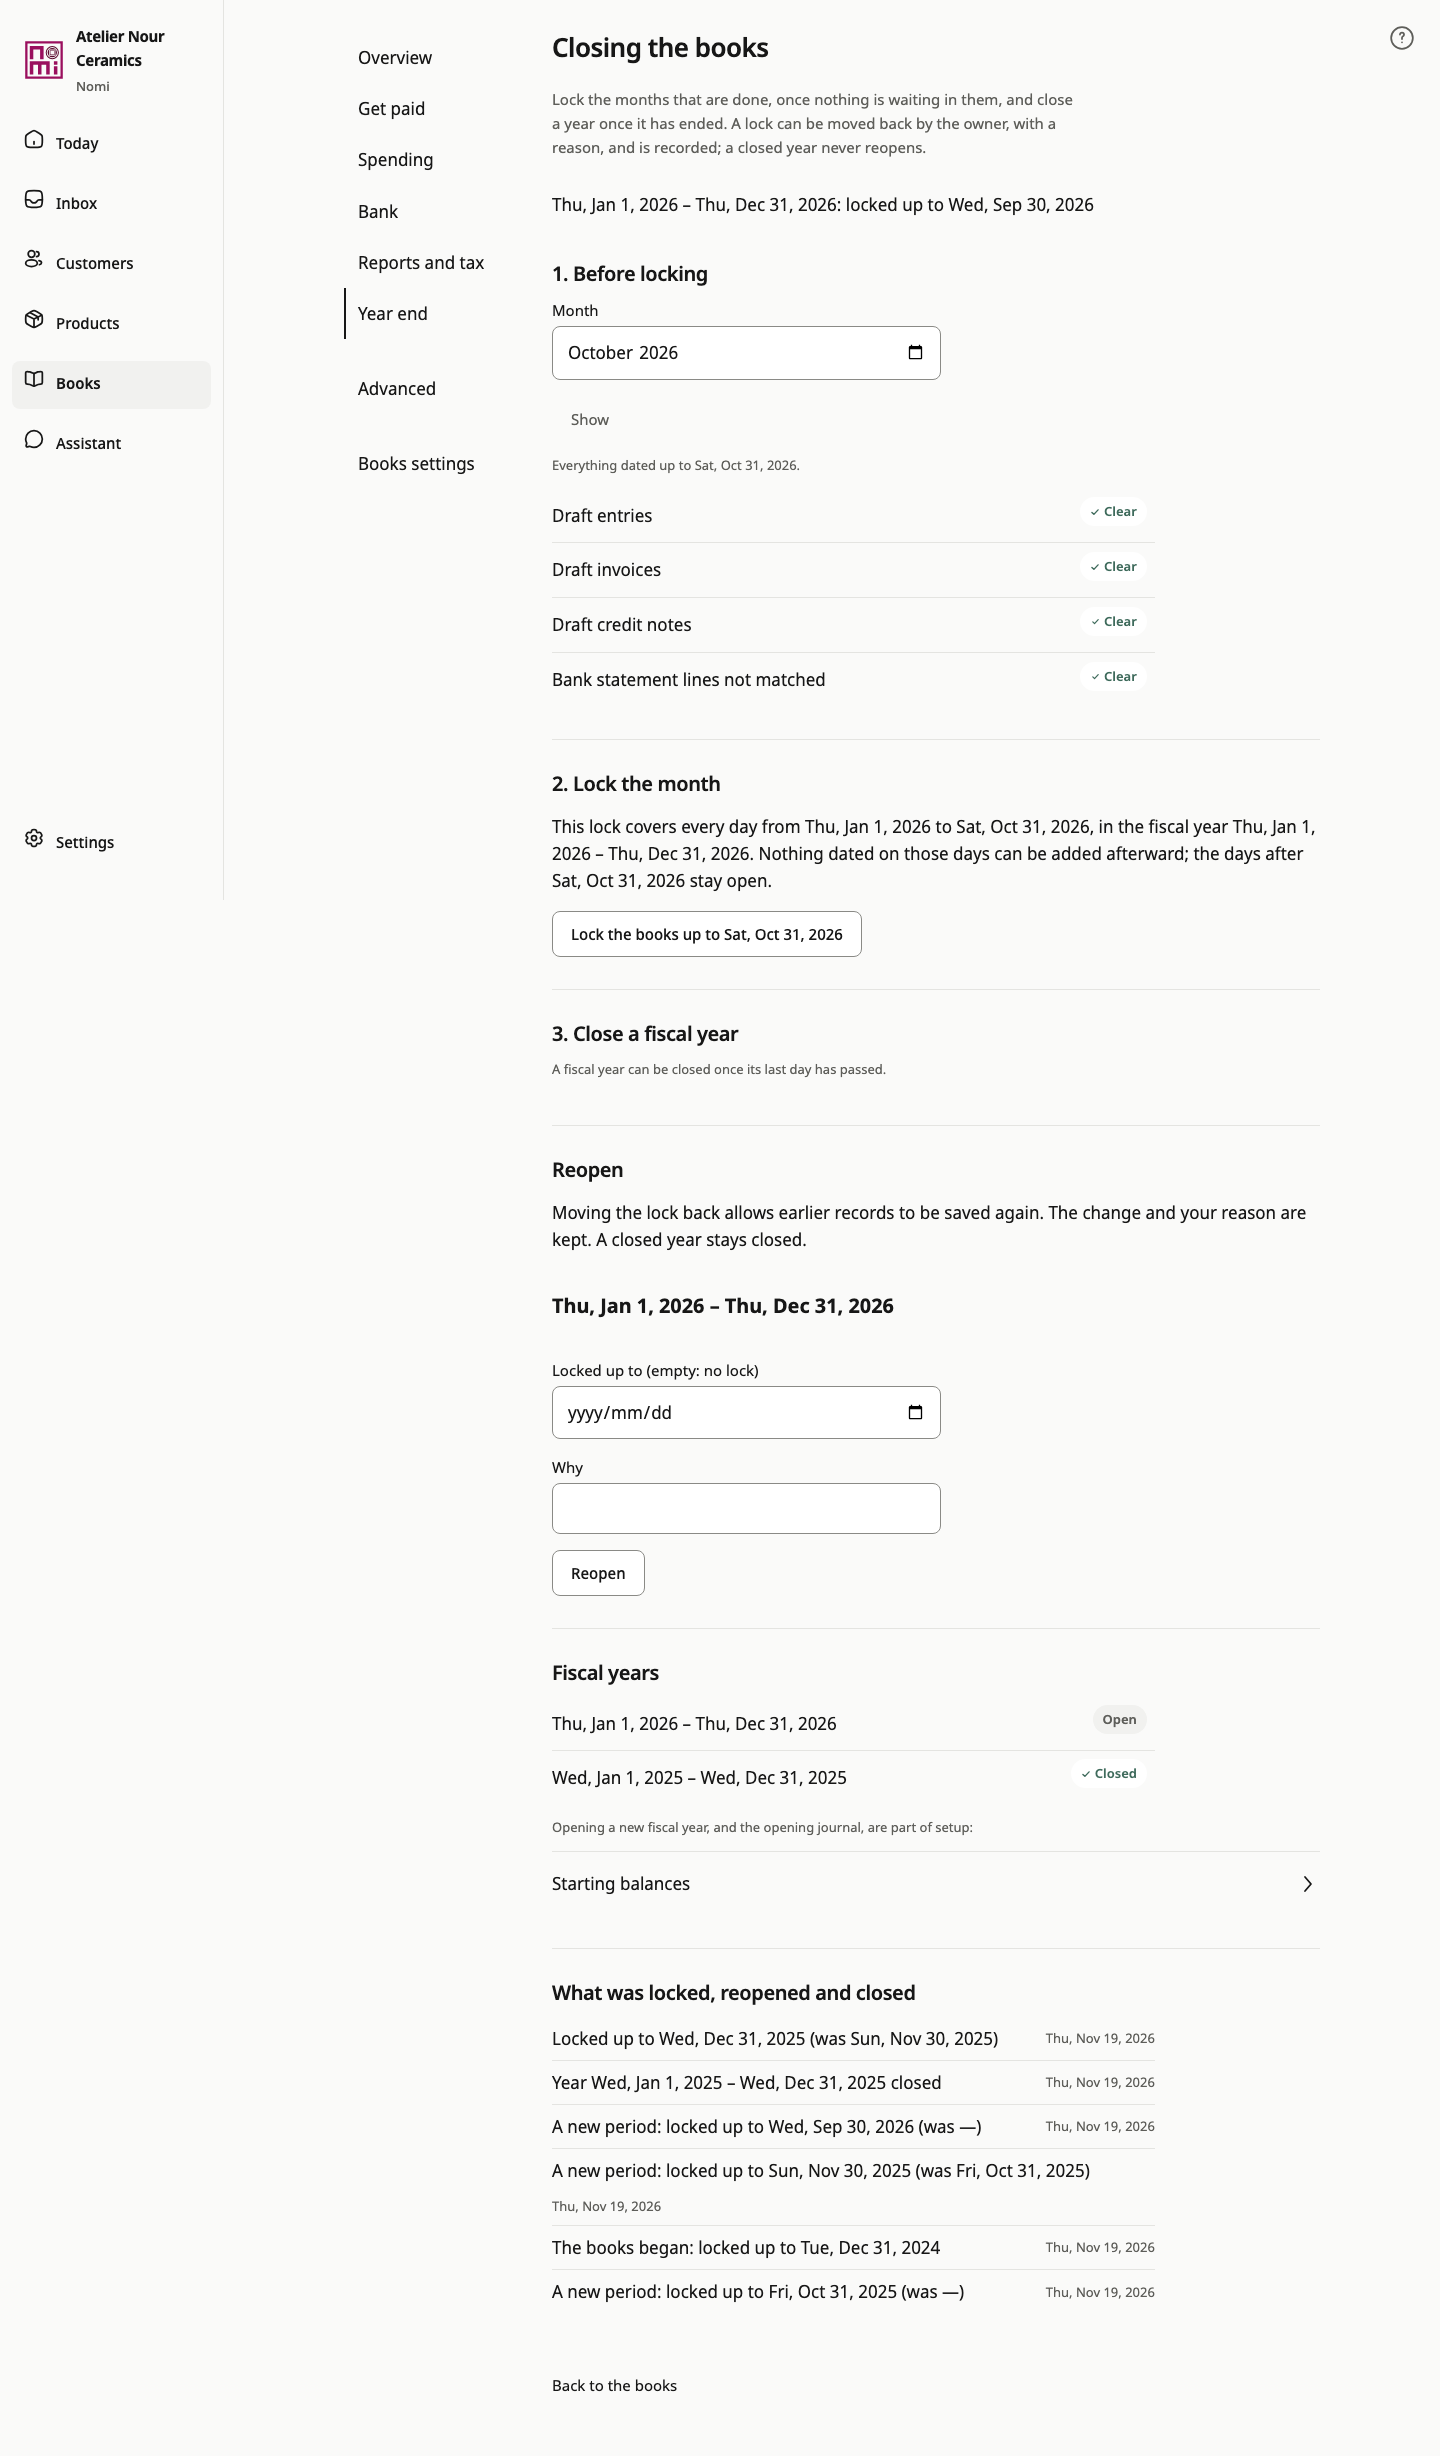 Atelier Nour
Ceramics
Nomi
Today
Inbox
Customers
Products
Books
Assistant
Settings
Overview
Get paid
Spending
Bank
Reports and tax
Year end
Advanced
Books settings
Closing the books
Lock the months that are done, once nothing is waiting in them, and close
a year once it has ended. A lock can be moved back by the owner, with a
reason, and is recorded; a closed year never reopens.
Thu, Jan 1, 2026 – Thu, Dec 31, 2026: locked up to Wed, Sep 30, 2026
1. Before locking
Month
October 2026
Show
Everything dated up to Sat, Oct 31, 2026.
Draft entries
Clear
Draft invoices
Clear
Draft credit notes
Clear
Bank statement lines not matched
Clear
2. Lock the month
This lock covers every day from Thu, Jan 1, 2026 to Sat, Oct 31, 2026, in the fiscal year Thu, Jan 1,
2026 – Thu, Dec 31, 2026. Nothing dated on those days can be added afterward; the days after
Sat, Oct 31, 2026 stay open.
Lock the books up to Sat, Oct 31, 2026
3. Close a fiscal year
A fiscal year can be closed once its last day has passed.
Reopen
Moving the lock back allows earlier records to be saved again. The change and your reason are
kept. A closed year stays closed.
Thu, Jan 1, 2026 – Thu, Dec 31, 2026
Locked up to (empty: no lock)
yyyy/mm/dd
Why
Reopen
Fiscal years
Thu, Jan 1, 2026 – Thu, Dec 31, 2026
Open
Wed, Jan 1, 2025 – Wed, Dec 31, 2025
Closed
Opening a new fiscal year, and the opening journal, are part of setup:
Starting balances
What was locked, reopened and closed
Locked up to Wed, Dec 31, 2025 (was Sun, Nov 30, 2025)
Thu, Nov 19, 2026
Year Wed, Jan 1, 2025 – Wed, Dec 31, 2025 closed
Thu, Nov 19, 2026
A new period: locked up to Wed, Sep 30, 2026 (was —)
Thu, Nov 19, 2026
A new period: locked up to Sun, Nov 30, 2025 (was Fri, Oct 31, 2025)
Thu, Nov 19, 2026
The books began: locked up to Tue, Dec 31, 2024
Thu, Nov 19, 2026
A new period: locked up to Fri, Oct 31, 2025 (was —)
Thu, Nov 19, 2026
Back to the books